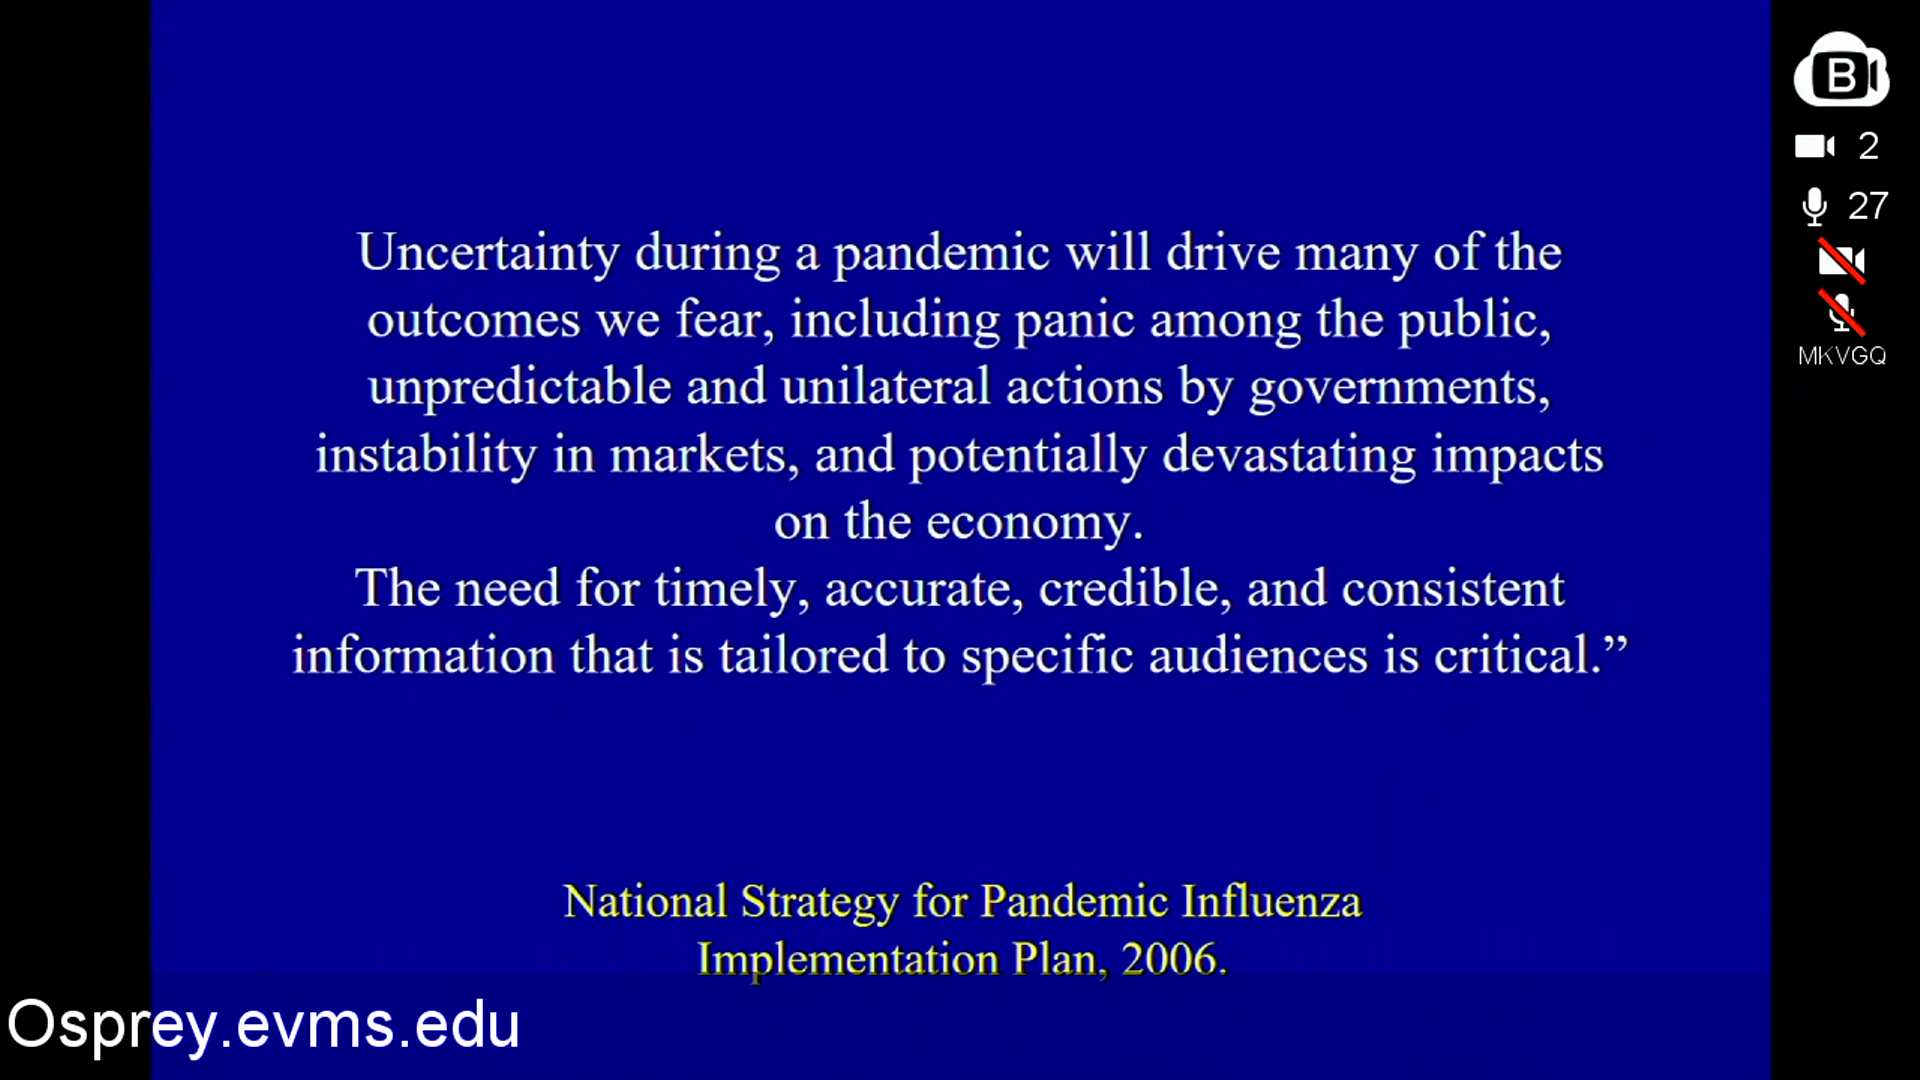 Uncertainty during a pandemic will drive many of the
outcomes we fear, including panic among the public,
unpredictable and unilateral actions by governments,
instability in markets, and potentially devastating impacts
on the economy.
The need for timely, accurate, credible, and consistent
information that is tailored to specific audiences is critical.”
National Strategy for Pandemic Influenza
Implementation Plan, 2006.
Osprey.evms.edu
B
2
27
MKVGQ